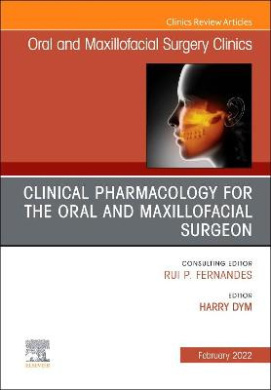 Clinics Review Articles
Oral and Maxillofacial Surgery Clinics
CLINICAL PHARMACOLOGY FOR
THE ORAL AND MAXILLOFACIAL
SURGEON
CONSULTING EDITOR
RUI P. FERNANDES
EDITOR
HARRY DYM
ELSEVIER
February 2022